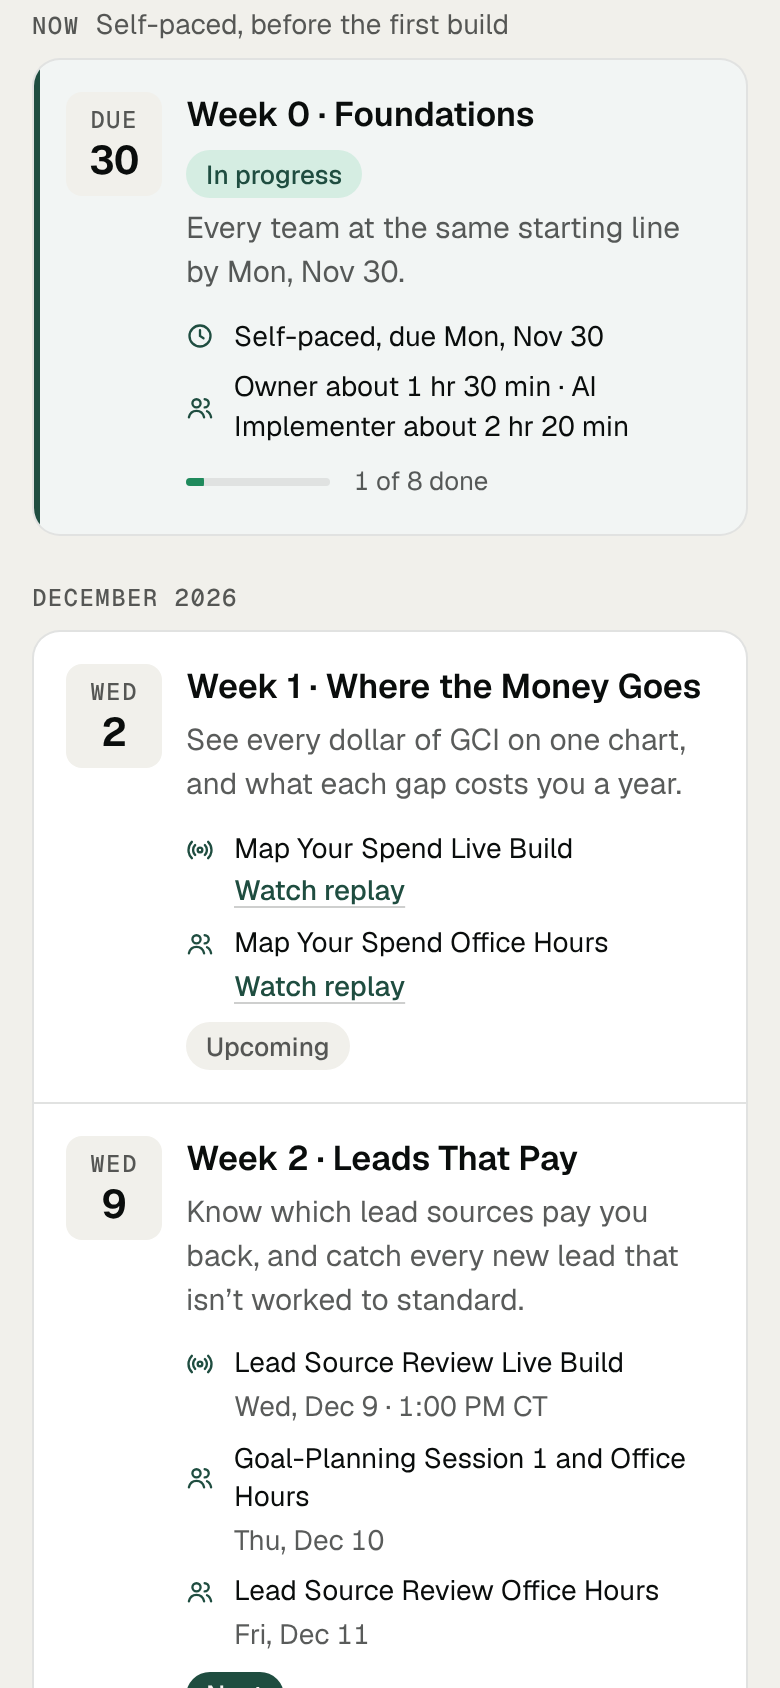 NOW Self-paced, before the first build
DUE
30
Week 0 · Foundations
In progress
Every team at the same starting line
by Mon, Nov 30.
Self-paced, due Mon, Nov 30
Owner about 1 hr 30 min · AI
Implementer about 2 hr 20 min
1 of 8 done
DECEMBER 2026
WED
2
Week 1 · Where the Money Goes
See every dollar of GCI on one chart,
and what each gap costs you a year.
Map Your Spend Live Build
Watch replay
Map Your Spend Office Hours
Watch replay
Upcoming
WED
9
Week 2 · Leads That Pay
Know which lead sources pay you
back, and catch every new lead that
isn’t worked to standard.
Lead Source Review Live Build
Wed, Dec 9 · 1:00 PM CT
Goal-Planning Session 1 and Office
Hours
Thu, Dec 10
Lead Source Review Office Hours
Fri, Dec 11